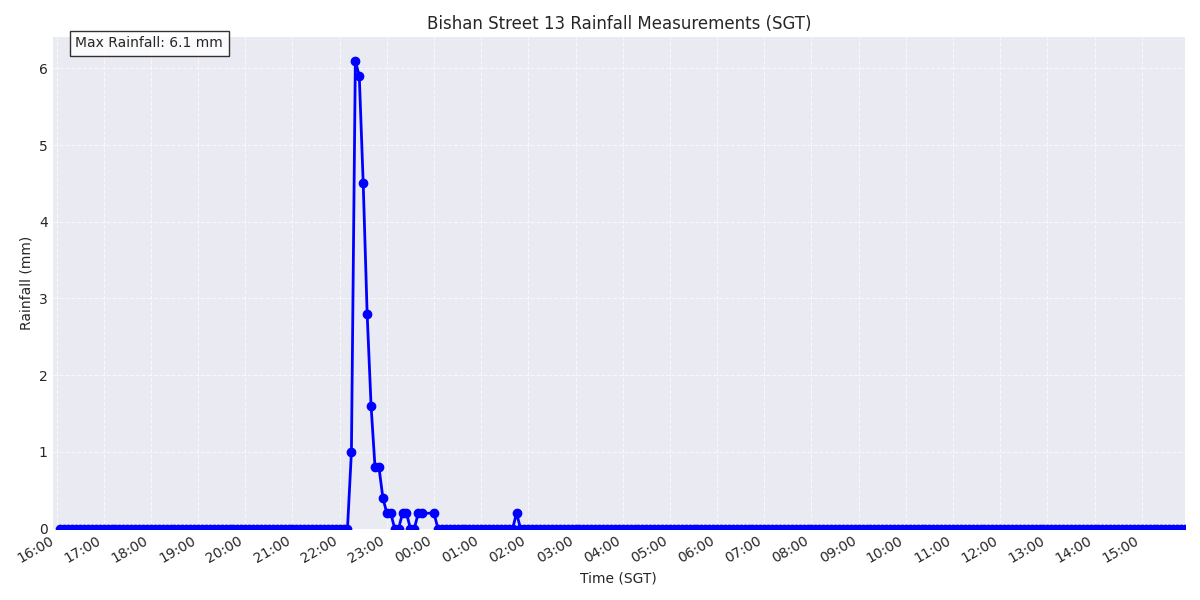 Bishan Street 13 Rainfall Measurements (SGT)
Max Rainfall: 6.1 mm
Rainfall (mm)
6
5
4
3
2
1
0
16:00 17:00 18:00 19:00 20:00 21:00 22:00 23:00 00:00 01:00 02:00 03:00 04:00 05:00 06:00 07:00 08:00 09:00 10:00 11:00 12:00 13:00 14:00 15:00
Time (SGT)